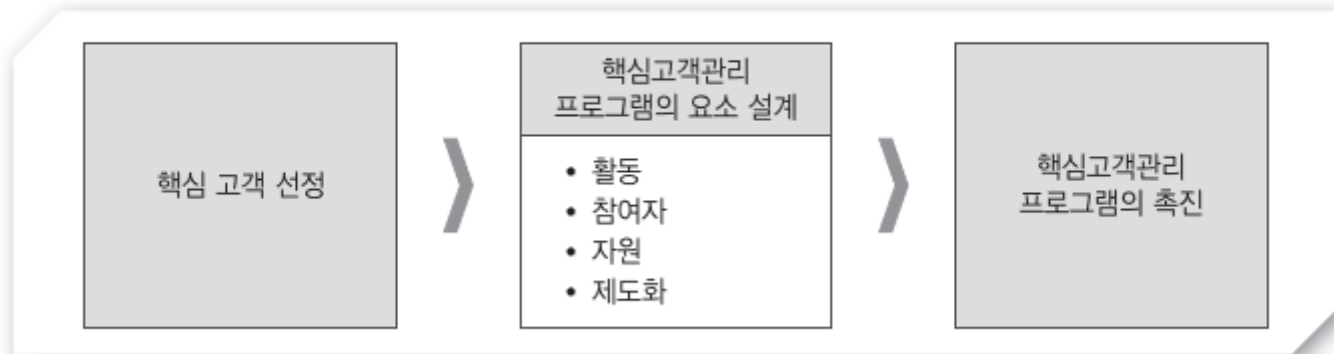 핵심 고객 선정
핵심고객관리
프로그램의 요소 설계
• 활동
• 참여자
• 자원
• 제도화
핵심고객관리
프로그램의 촉진